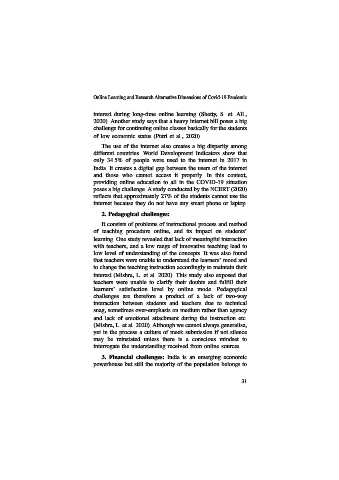 Online Learning and Research Alternative Dimensions of Covid-19 Pandemic
interest during long-time online learning (Shetty, S. et. All.,
2020). Another study says that a heavy internet bill poses a big
challenge for continuing online classes basically for the students
of low economic status (Putri et al., 2020)
The use of the internet also creates a big disparity among
different countries. World Development Indicators show that
only 34.5% of people were used to the internet in 2017 in
India. It creates a digital gap between the users of the internet
and those who cannot access it properly. In this context,
providing online education to all in the COVID-19 situation
poses a big challenge. A study conducted by the NCERT (2020)
reflects that approximately 27% of the students cannot use the
internet because they do not have any smart phone or laptop.
2. Pedagogical challenges:
It consists of problems of instructional process and method
of teaching procedure online, and its impact on students'
learning. One study revealed that lack of meaningful interaction
with teachers, and a low range of innovative teaching lead to
low level of understanding of the concepts. It was also found
that teachers were unable to understand the learners' mood and
to change the teaching instruction accordingly to maintain their
interest (Mishra, L. et al. 2020). This study also exposed that
teachers were unable to clarify their doubts and fulfill their
learners' satisfaction level by online mode. Pedagogical
challenges are therefore a product of a lack of two-way
interaction between students and teachers due to technical
snag, sometimes over-emphasis on medium rather than agency
and lack of emotional attachment during the instruction etc.
(Mishra, L. at al. 2020). Although we cannot always generalize,
yet in the process a culture of meek submission if not silence
may be reinstated unless there is a conscious mindset to
interrogate the understanding received from online sources.
3. Financial challenges: India is an emerging economic
powerhouse but still the majority of the population belongs to
31